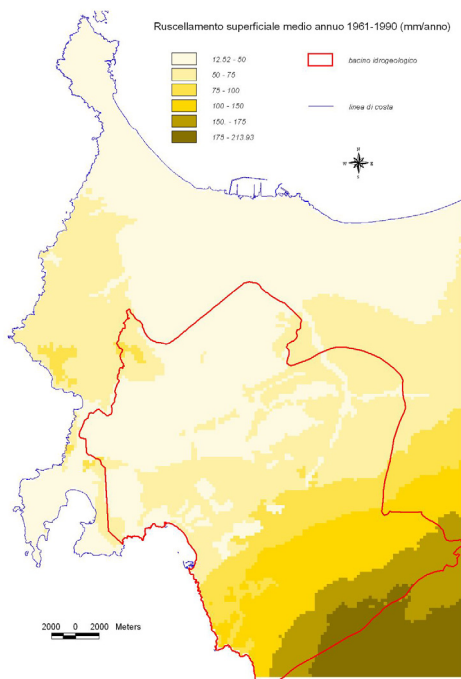 Ruscellamento superficiale medio annuo 1961-1990 (mm/anno)
12.52 - 50
50 - 75
75 - 100
100 - 150
150. - 175
175 - 213.93
bacino idrogeologico
linea di costa
N
W E
S
2000 0 2000 Meters